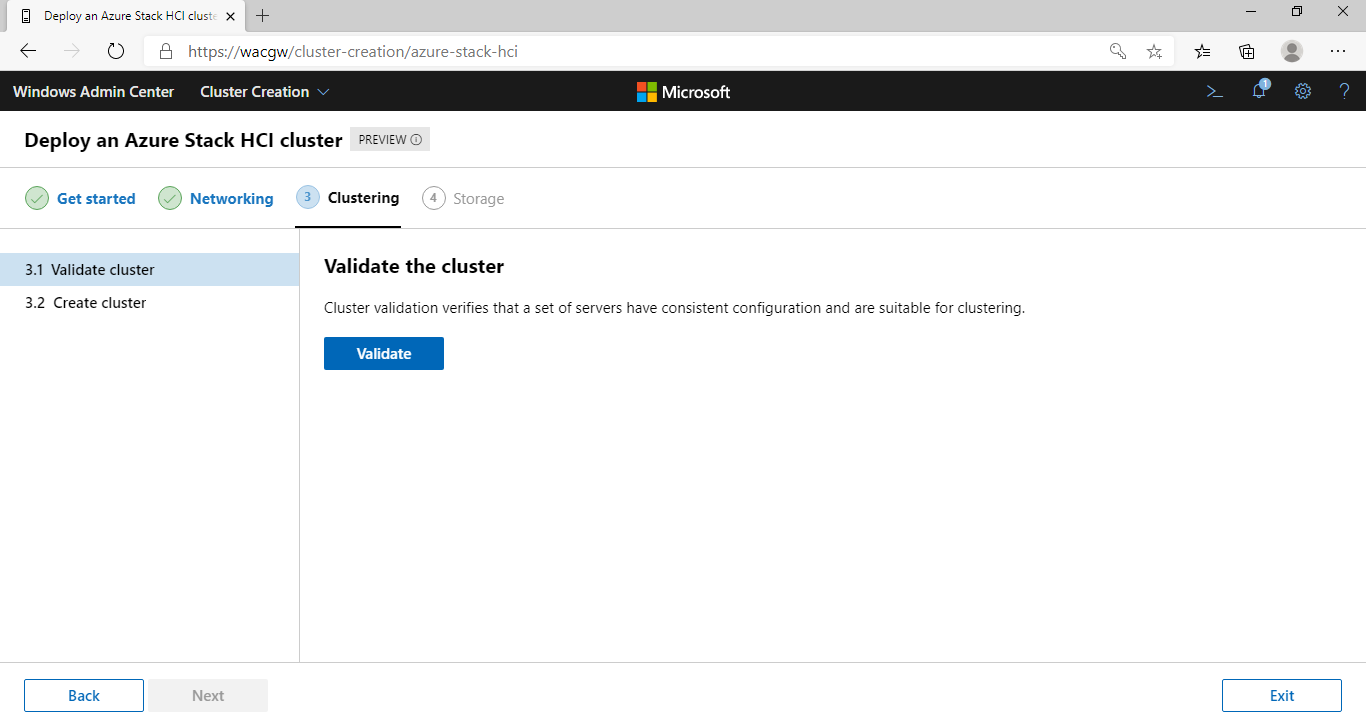 Deploy an Azure Stack HCI cluste
https://wacgw/cluster-creation/azure-stack-hci
Windows Admin Center Cluster Creation Microsoft 1 ?
Deploy an Azure Stack HCI cluster PREVIEW
Get started Networking 3 Clustering 4 Storage
3.1 Validate cluster
3.2 Create cluster
Validate the cluster
Cluster validation verifies that a set of servers have consistent configuration and are suitable for clustering.
Validate
Back Next Exit